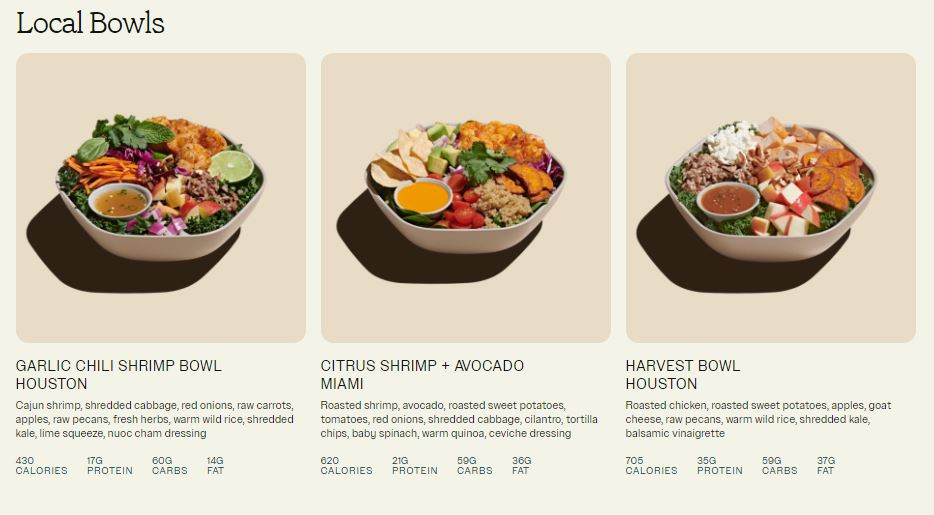 Local Bowls
GARLIC CHILI SHRIMP BOWL
HOUSTON
Cajun shrimp, shredded cabbage, red onions, raw carrots,
apples, raw pecans, fresh herbs, warm wild rice, shredded
kale, lime squeeze, nuoc cham dressing
430 17G 60G 14G
CALORIES PROTEIN CARBS FAT
CITRUS SHRIMP + AVOCADO
MIAMI
Roasted shrimp, avocado, roasted sweet potatoes,
tomatoes, red onions, shredded cabbage, cilantro, tortilla
chips, baby spinach, warm quinoa, ceviche dressing
620 21G 59G 36G
CALORIES PROTEIN CARBS FAT
HARVEST BOWL
HOUSTON
Roasted chicken, roasted sweet potatoes, apples, goat
cheese, raw pecans, warm wild rice, shredded kale,
balsamic vinaigrette
705 35G 59G 37G
CALORIES PROTEIN CARBS FAT